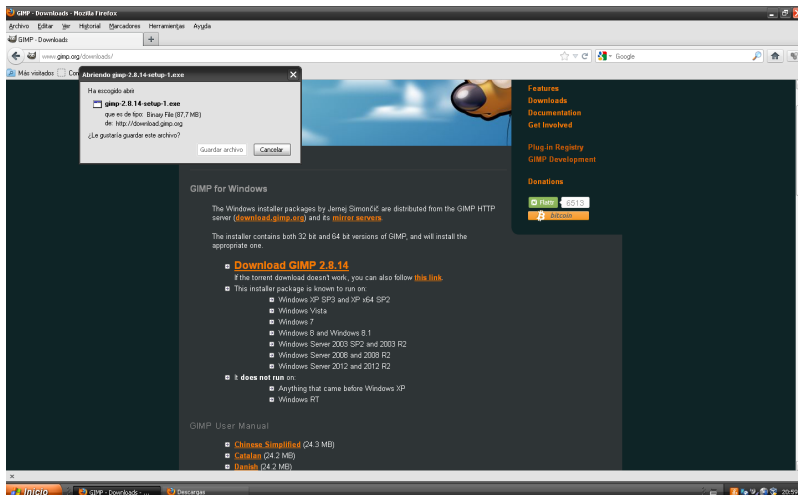 GIMP - Downloads - Mozilla Firefox
Archivo Editar Ver Historial Marcadores Herramientas Ayuda
GIMP - Downloads
www.gimp.org/downloads/
Google
Más visitados
Abriendo gimp-2.8.14-setup-1.exe
Ha escogido abrir
gimp-2.8.14-setup-1.exe
que es de tipo: Binary File (87,7 MB)
de: http://download.gimp.org
¿Le gustaría guardar este archivo?
Guardar archivo Cancelar
Features
Downloads
Documentation
Get Involved
Plug-in Registry
GIMP Development
Donations
Flattr 6513
bitcoin
GIMP for Windows
The Windows installer packages by Jernej Simončič are distributed from the GIMP HTTP
server (download.gimp.org) and its mirror servers.
The installer contains both 32 bit and 64 bit versions of GIMP, and will install the
appropriate one.
Download GIMP 2.8.14
If the torrent download doesn't work, you can also follow this link.
This installer package is known to run on:
Windows XP SP3 and XP x64 SP2
Windows Vista
Windows 7
Windows 8 and Windows 8.1
Windows Server 2003 SP2 and 2003 R2
Windows Server 2008 and 2008 R2
Windows Server 2012 and 2012 R2
It does not run on:
Anything that came before Windows XP
Windows RT
GIMP User Manual
Chinese Simplified (24.3 MB)
Catalan (24.2 MB)
Danish (24.2 MB)
Inicio
GIMP - Downloads - ...
Descargas
20:59